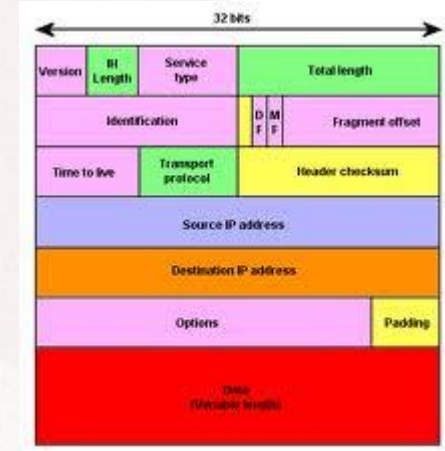 32 bits
Version
IH
Length
Service
type
Total length
Identification
D
F
M
F
Fragment offset
Time to live
Transport
protocol
Header checksum
Source IP address
Destination IP address
Options
Padding
Data
(Variable length)